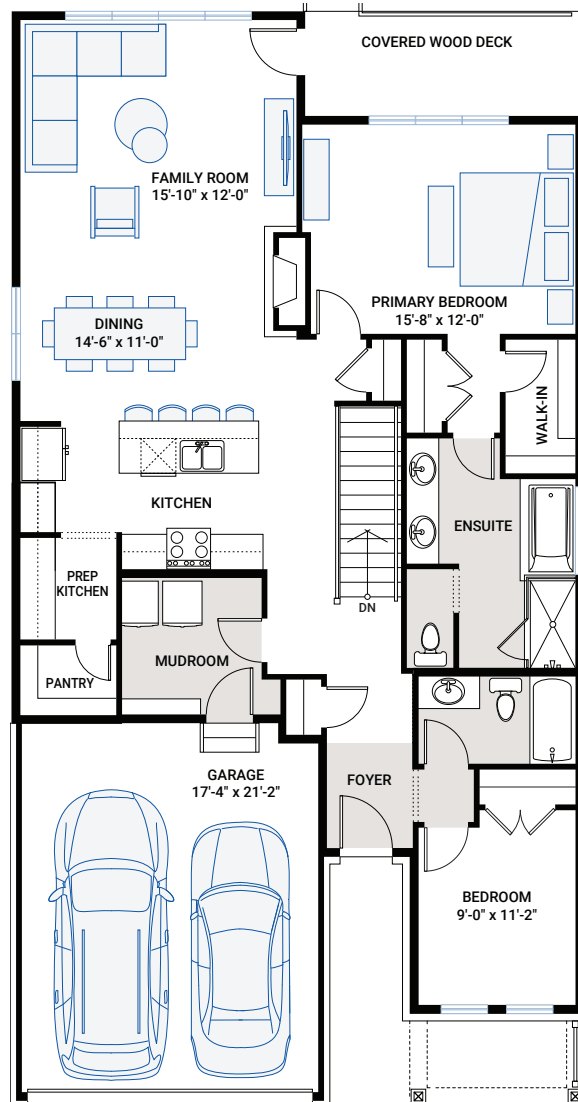 COVERED WOOD DECK
FAMILY ROOM
15'-10" x 12'-0"
PRIMARY BEDROOM
15'-8" x 12'-0"
DINING
14'-6" x 11'-0"
WALK-IN
KITCHEN
ENSUITE
PREP
KITCHEN
DN
MUDROOM
PANTRY
GARAGE
17'-4" x 21'-2"
FOYER
BEDROOM
9'-0" x 11'-2"